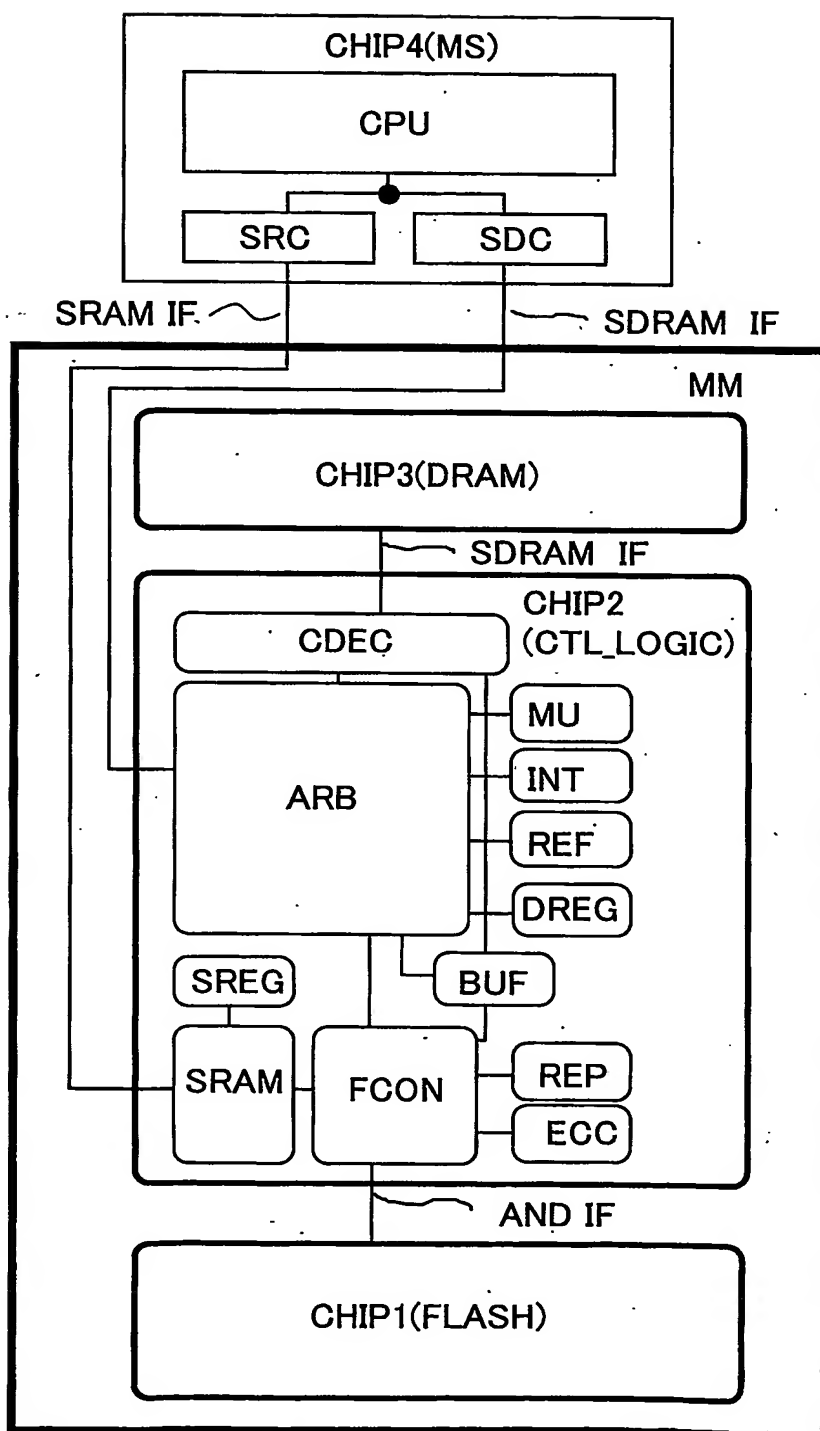 CHIP4(MS)
CPU
SRC
SDC
SRAM IF
SDRAM IF
MM
CHIP3(DRAM)
SDRAM IF
CHIP2
(CTL_LOGIC)
CDEC
MU
ARB
INT
REF
DREG
SREG
BUF
SRAM
FCON
REP
ECC
AND IF
CHIP1(FLASH)